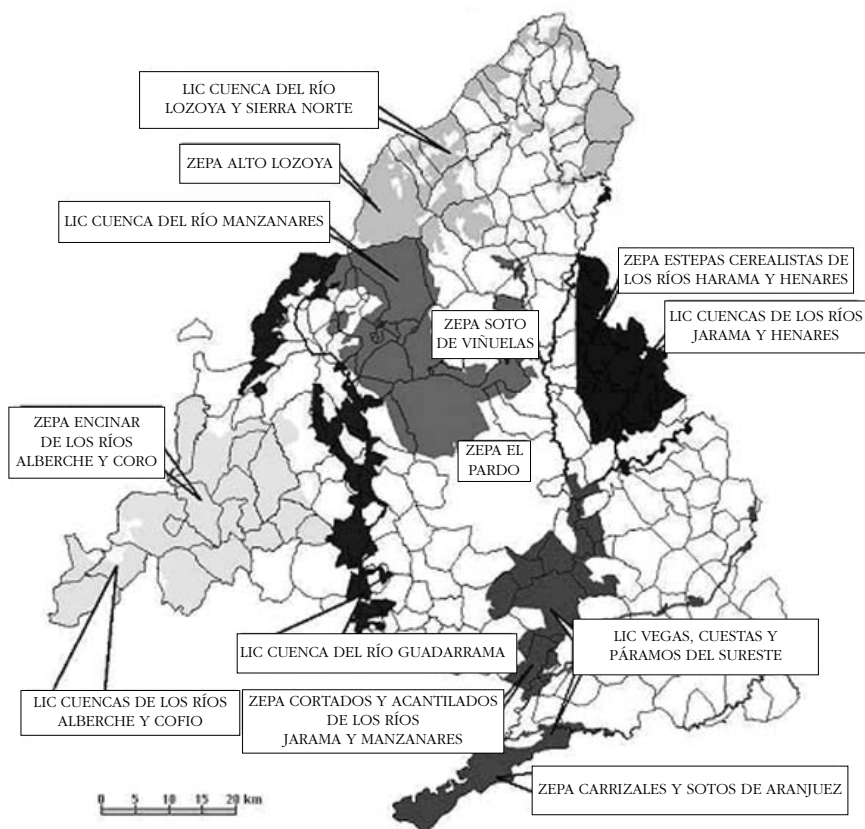 LIC CUENCA DEL RÍO
LOZOYA Y SIERRA NORTE
ZEPA ALTO LOZOYA
LIC CUENCA DEL RÍO MANZANARES
ZEPA ESTEPAS CEREALISTAS DE
LOS RÍOS HARAMA Y HENARES
LIC CUENCAS DE LOS RÍOS
JARAMA Y HENARES
ZEPA SOTO
DE VIÑUELAS
ZEPA ENCINAR
DE LOS RÍOS
ALBERCHE Y CORO
ZEPA EL
PARDO
LIC CUENCA DEL RÍO GUADARRAMA
LIC VEGAS, CUESTAS Y
PÁRAMOS DEL SURESTE
LIC CUENCAS DE LOS RÍOS
ALBERCHE Y COFIO
ZEPA CORTADOS Y ACANTILADOS
DE LOS RÍOS
JARAMA Y MANZANARES
ZEPA CARRIZALES Y SOTOS DE ARANJUEZ
0 5 10 15 20 km